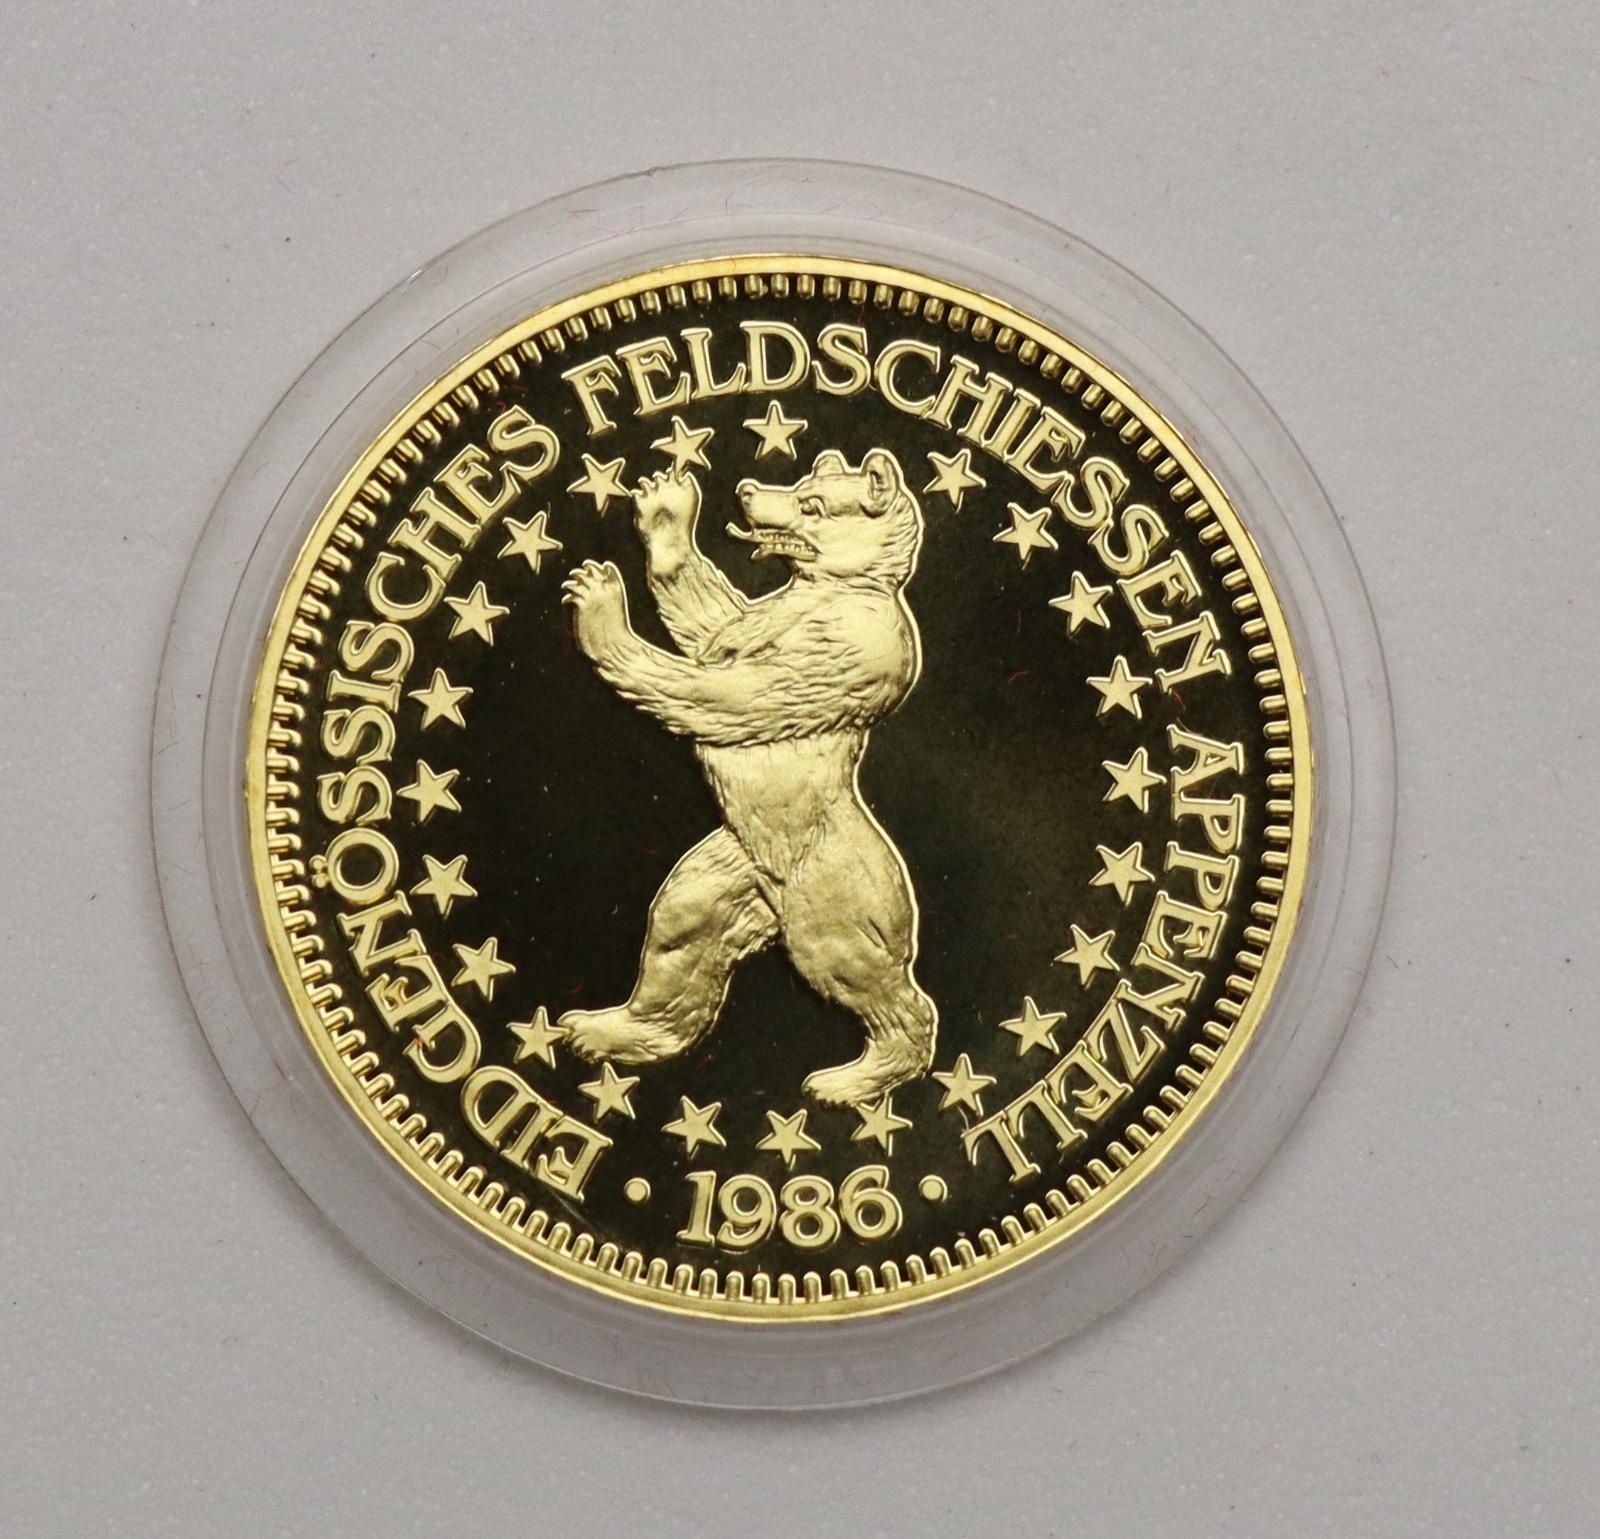 EIDGENÖSSISCHES FELDSCHIESSEN APPENZELL
· 1986 ·